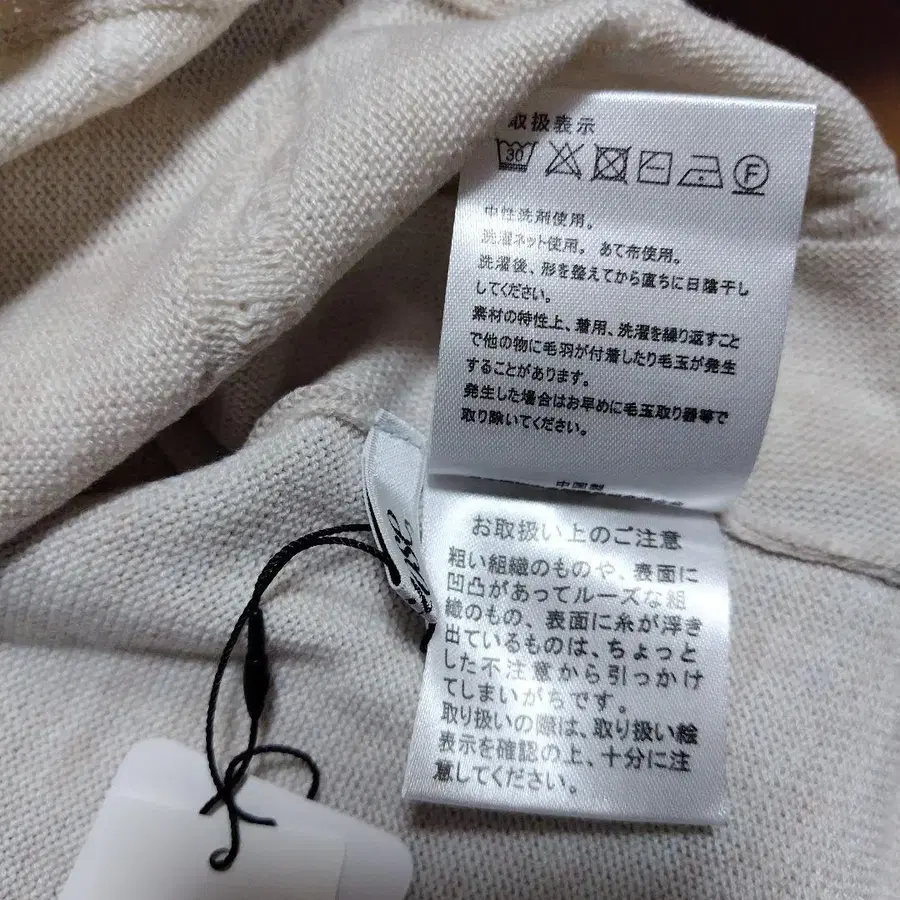 取扱表示
30
F
中性洗剤使用。
洗濯ネット使用。 あて布使用。
洗濯後、形を整えてから直ちに日陰干し
してください。
素材の特性上、着用、洗濯を繰り返すこと
で他の物に毛羽が付着したり毛玉が発生
することがあります。
発生した場合はお早めに毛玉取り器等で
取り除いてください。
中国製
お取扱い上のご注意
粗い組織のものや、表面に
凹凸があってルーズな組
織のもの、表面に糸が浮き
出ているものは、ちょっと
した不注意から引っかけ
てしまいがちです。
取り扱いの際は、取り扱い絵
表示を確認の上、十分に注
意してください。